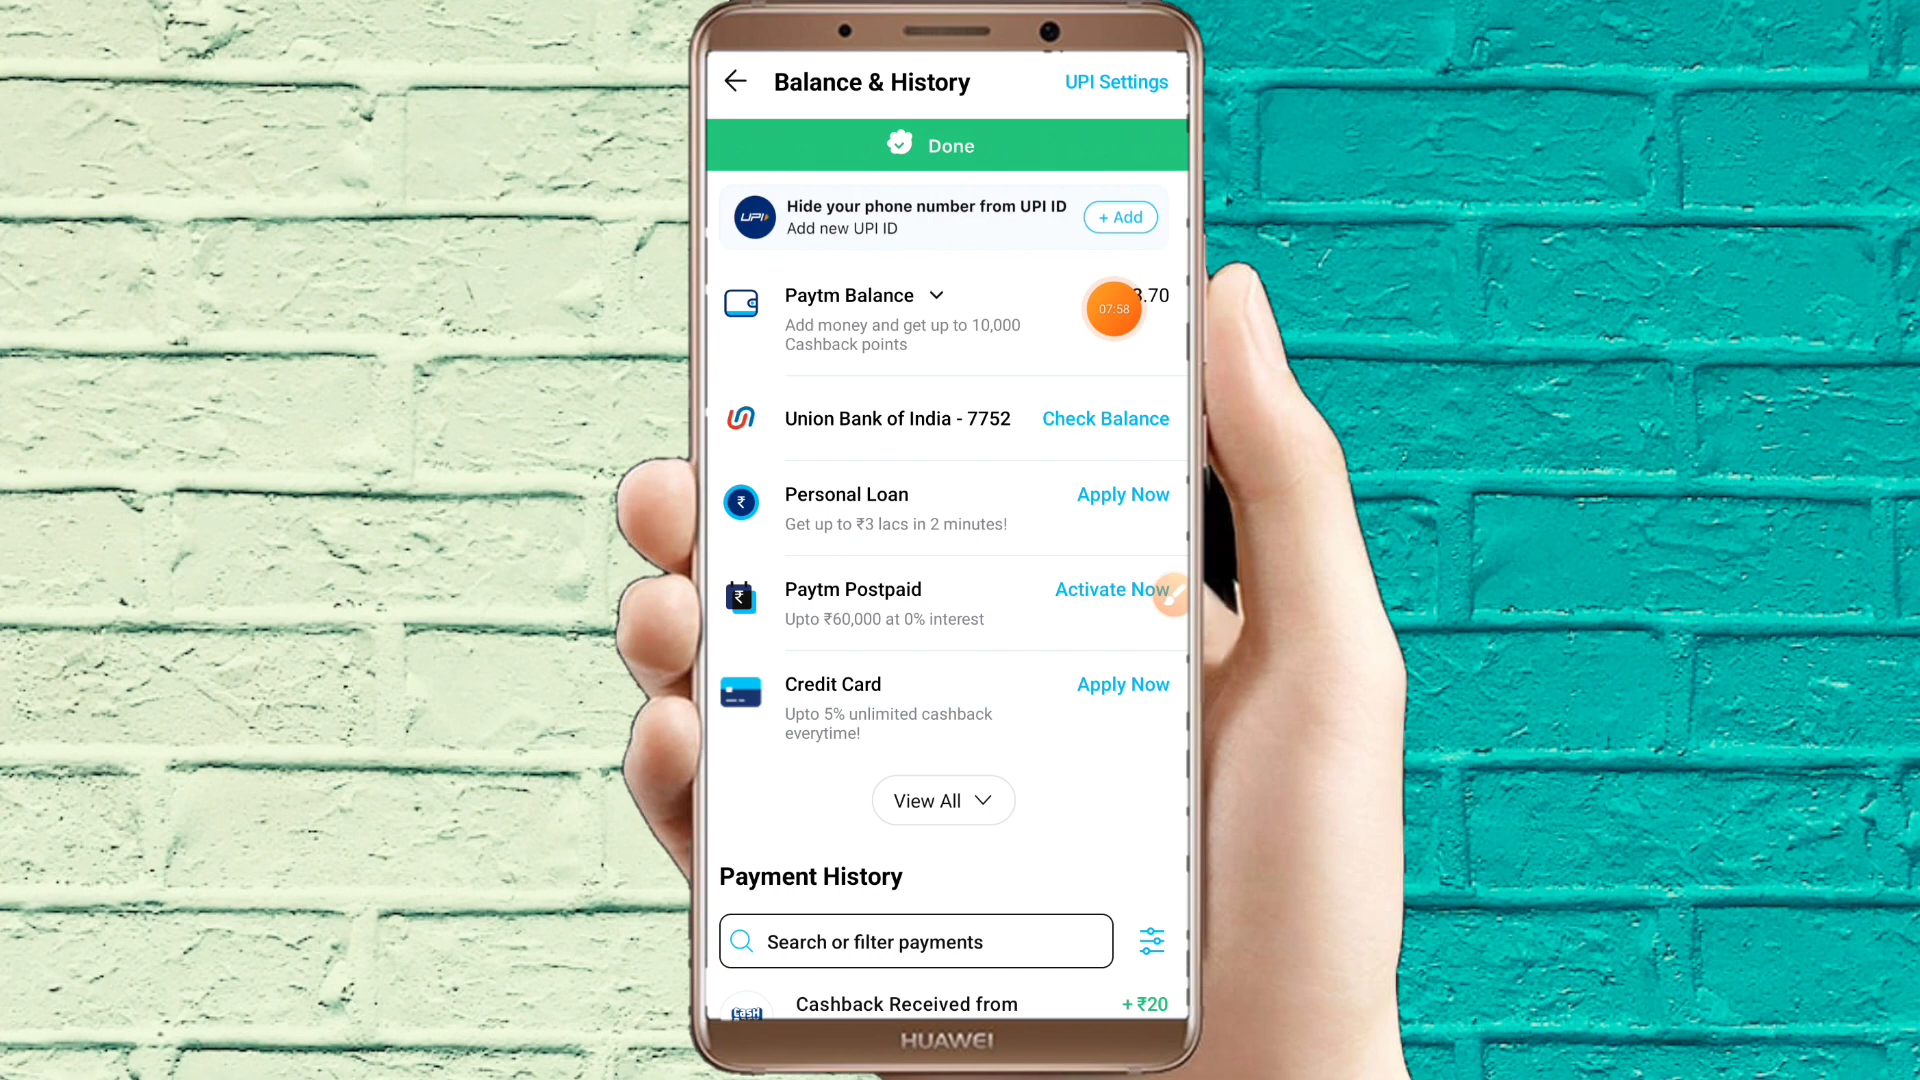 Balance & History
UPI Settings
Done
UPI
Hide your phone number from UPI ID
Add new UPI ID
+ Add
Paytm Balance
3.70
07:58
Add money and get up to 10,000
Cashback points
Union Bank of India - 7752
Check Balance
Personal Loan
Apply Now
Get up to ₹3 lacs in 2 minutes!
Paytm Postpaid
Activate Now
Upto ₹60,000 at 0% interest
Credit Card
Apply Now
Upto 5% unlimited cashback
everytime!
View All
Payment History
Search or filter payments
Cashback Received from
+ ₹20
CASH
HUAWEI